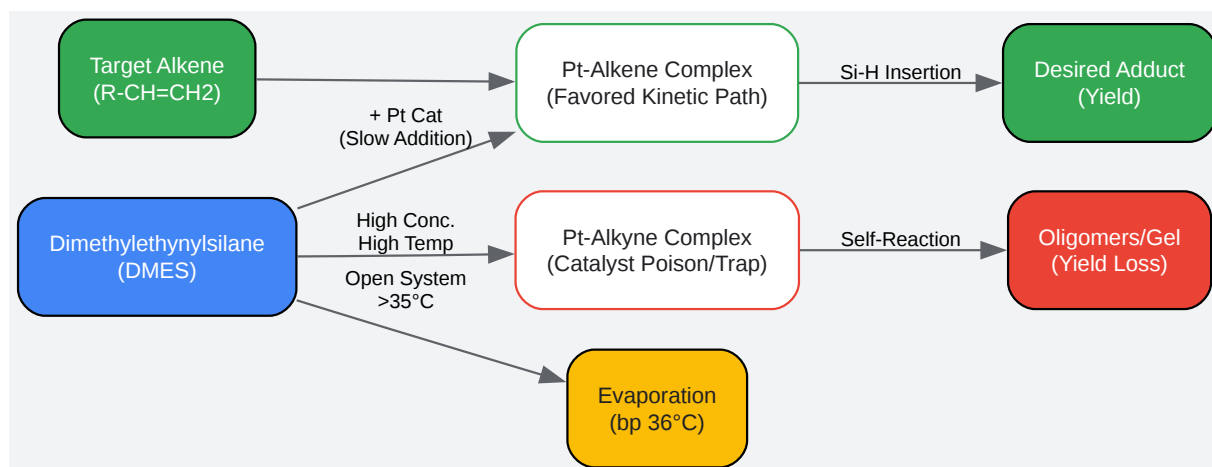 Target Alkene
(R-CH=CH2)
Pt-Alkene Complex
(Favored Kinetic Path)
Si-H Insertion
Desired Adduct
(Yield)
+ Pt Cat
(Slow Addition)
Dimethylethynylsilane
(DMES)
High Conc.
High Temp
Pt-Alkyne Complex
(Catalyst Poison/Trap)
Self-Reaction
Oligomers/Gel
(Yield Loss)
Open System
>35°C
Evaporation
(bp 36°C)